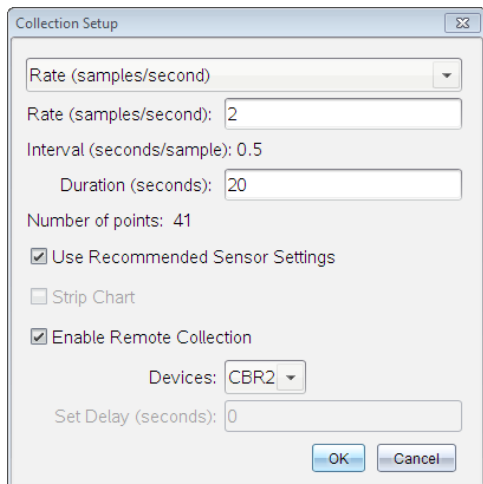 Collection Setup
Rate (samples/second)
Rate (samples/second): 2
Interval (seconds/sample): 0.5
Duration (seconds): 20
Number of points: 41
Use Recommended Sensor Settings
Strip Chart
Enable Remote Collection
Devices: CBR2
Set Delay (seconds): 0
OK Cancel